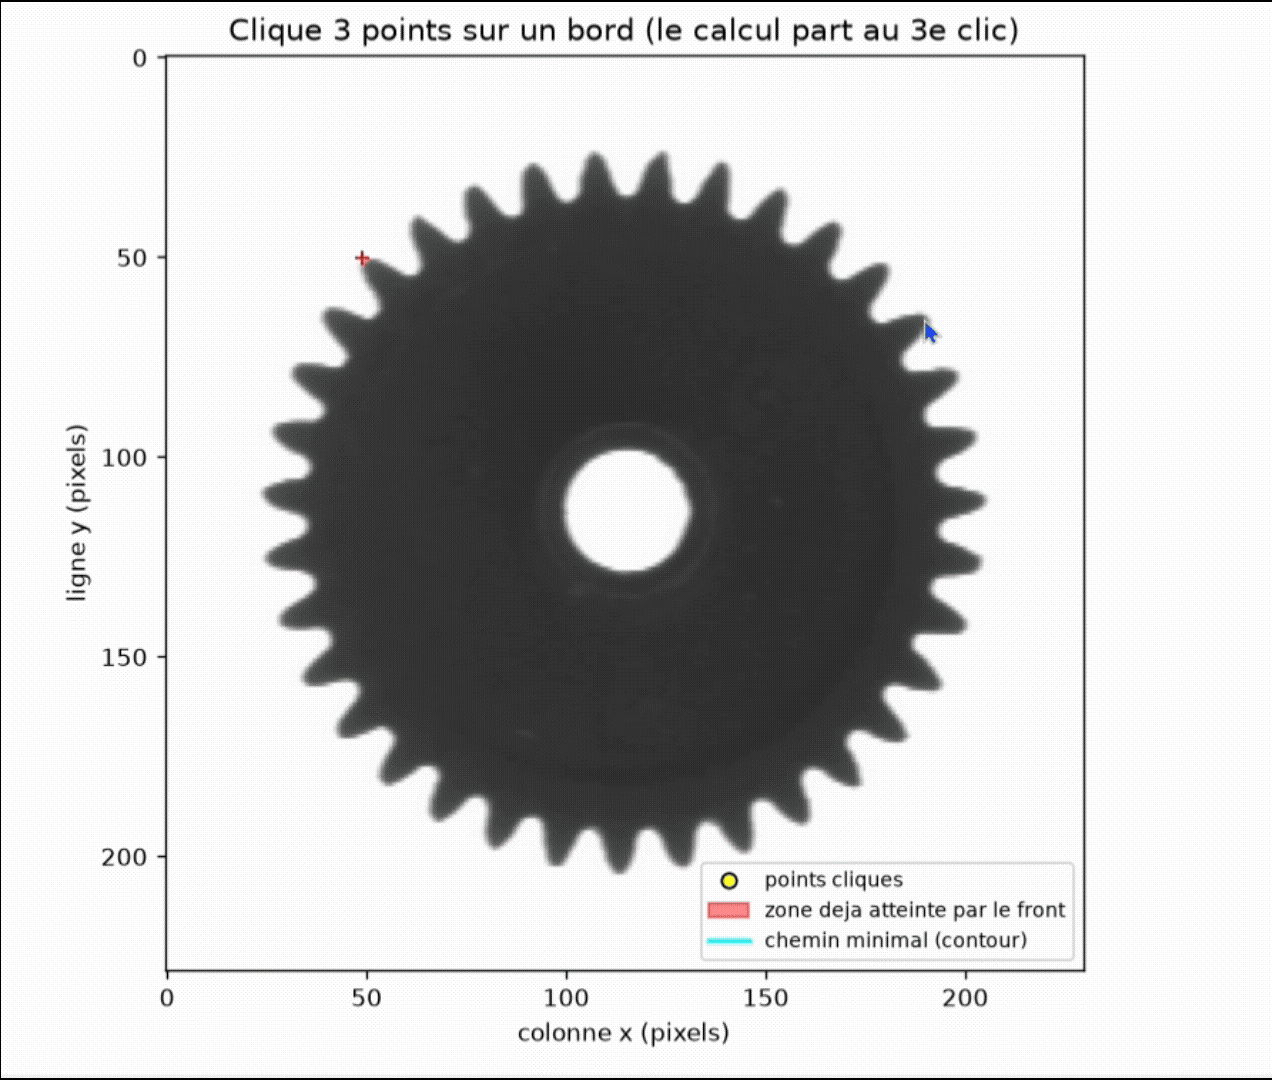 Clique 3 points sur un bord (le calcul part au 3e clic)
0
50
100
150
200
ligne y (pixels)
points cliques
zone deja atteinte par le front
chemin minimal (contour)
0
50
100
150
200
colonne x (pixels)